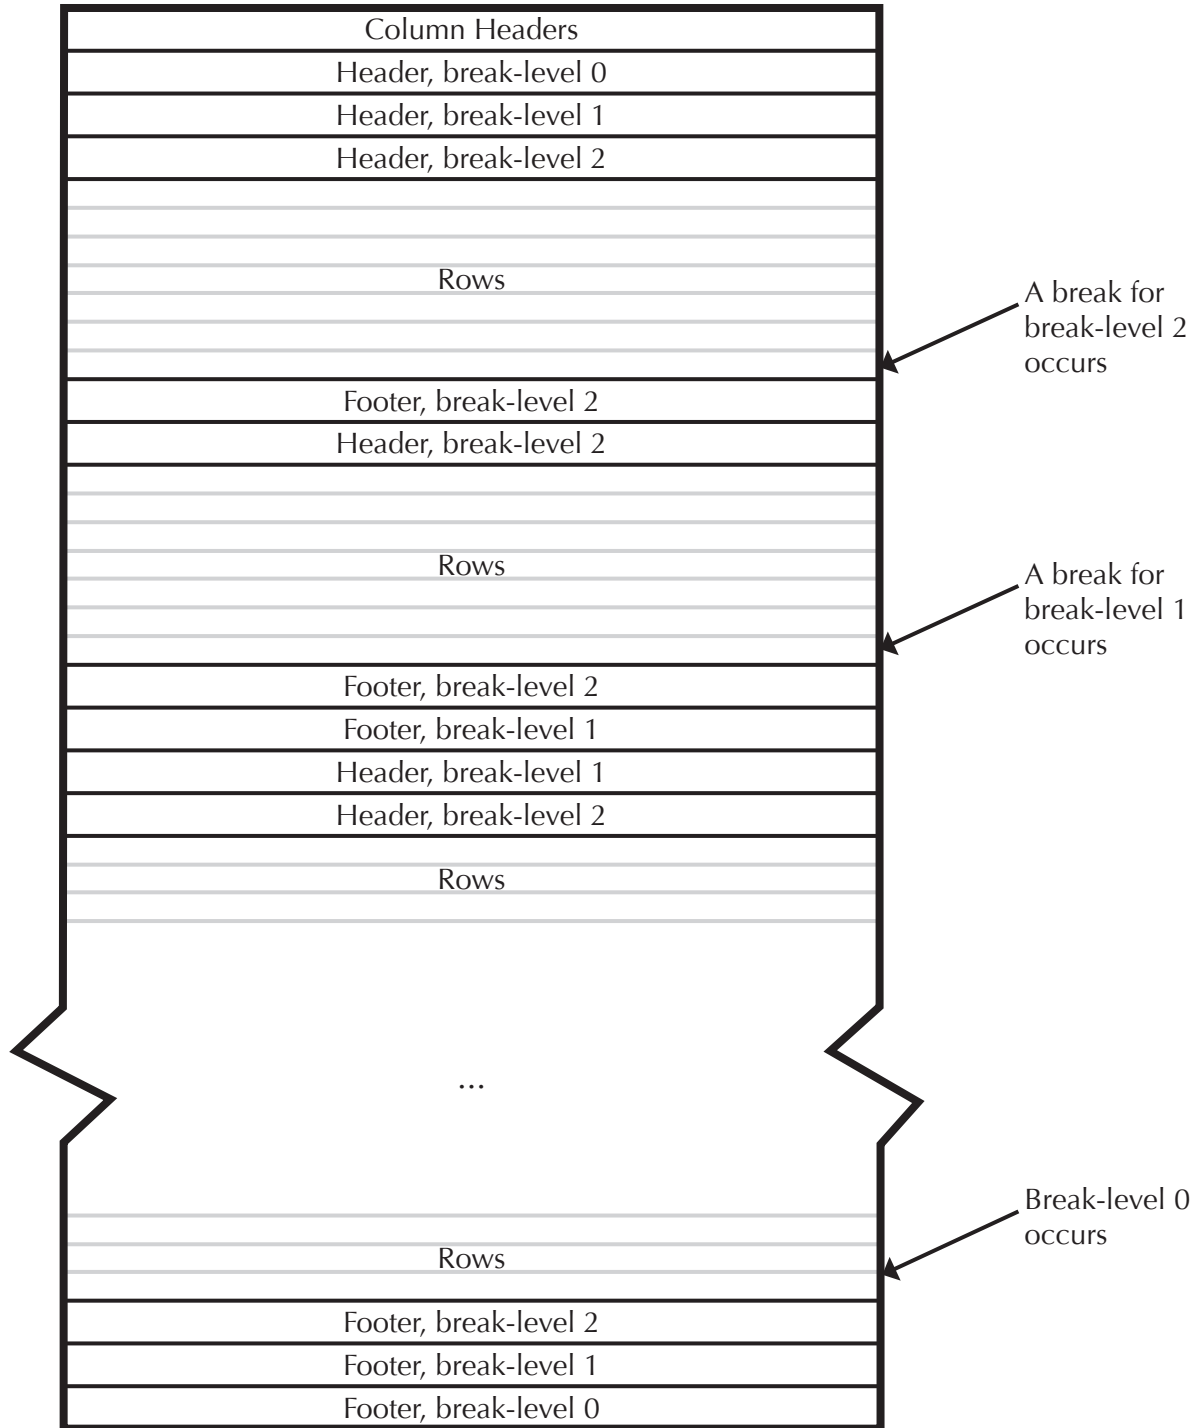 Column Headers
Header, break-level 0
Header, break-level 1
Header, break-level 2
Rows
A break for
break-level 2
occurs
Footer, break-level 2
Header, break-level 2
Rows
A break for
break-level 1
occurs
Footer, break-level 2
Footer, break-level 1
Header, break-level 1
Header, break-level 2
Rows
...
Break-level 0
occurs
Rows
Footer, break-level 2
Footer, break-level 1
Footer, break-level 0